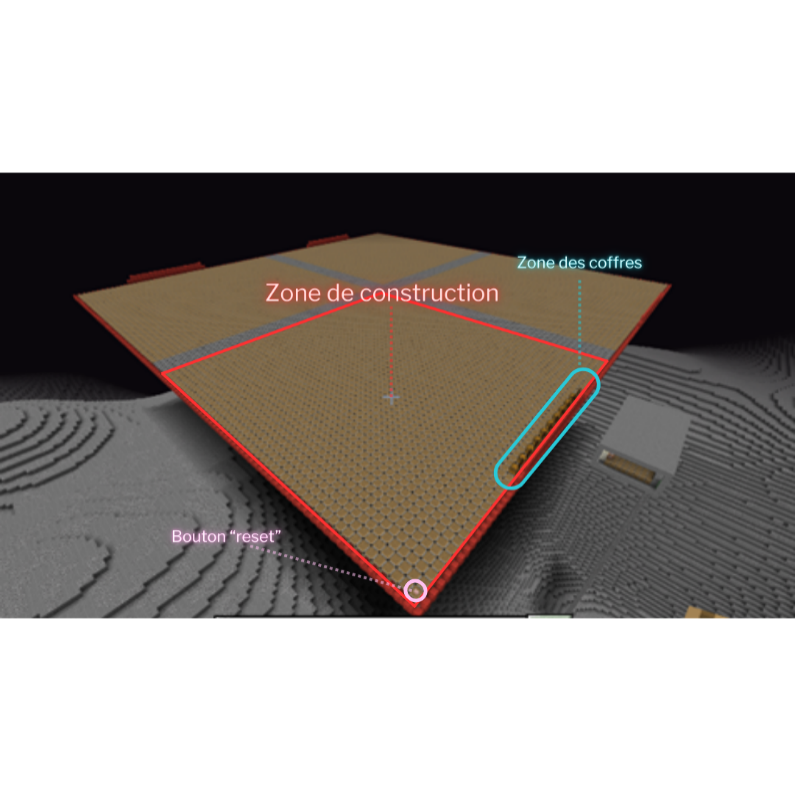 Zone des coffres
Zone de construction
Bouton “reset”